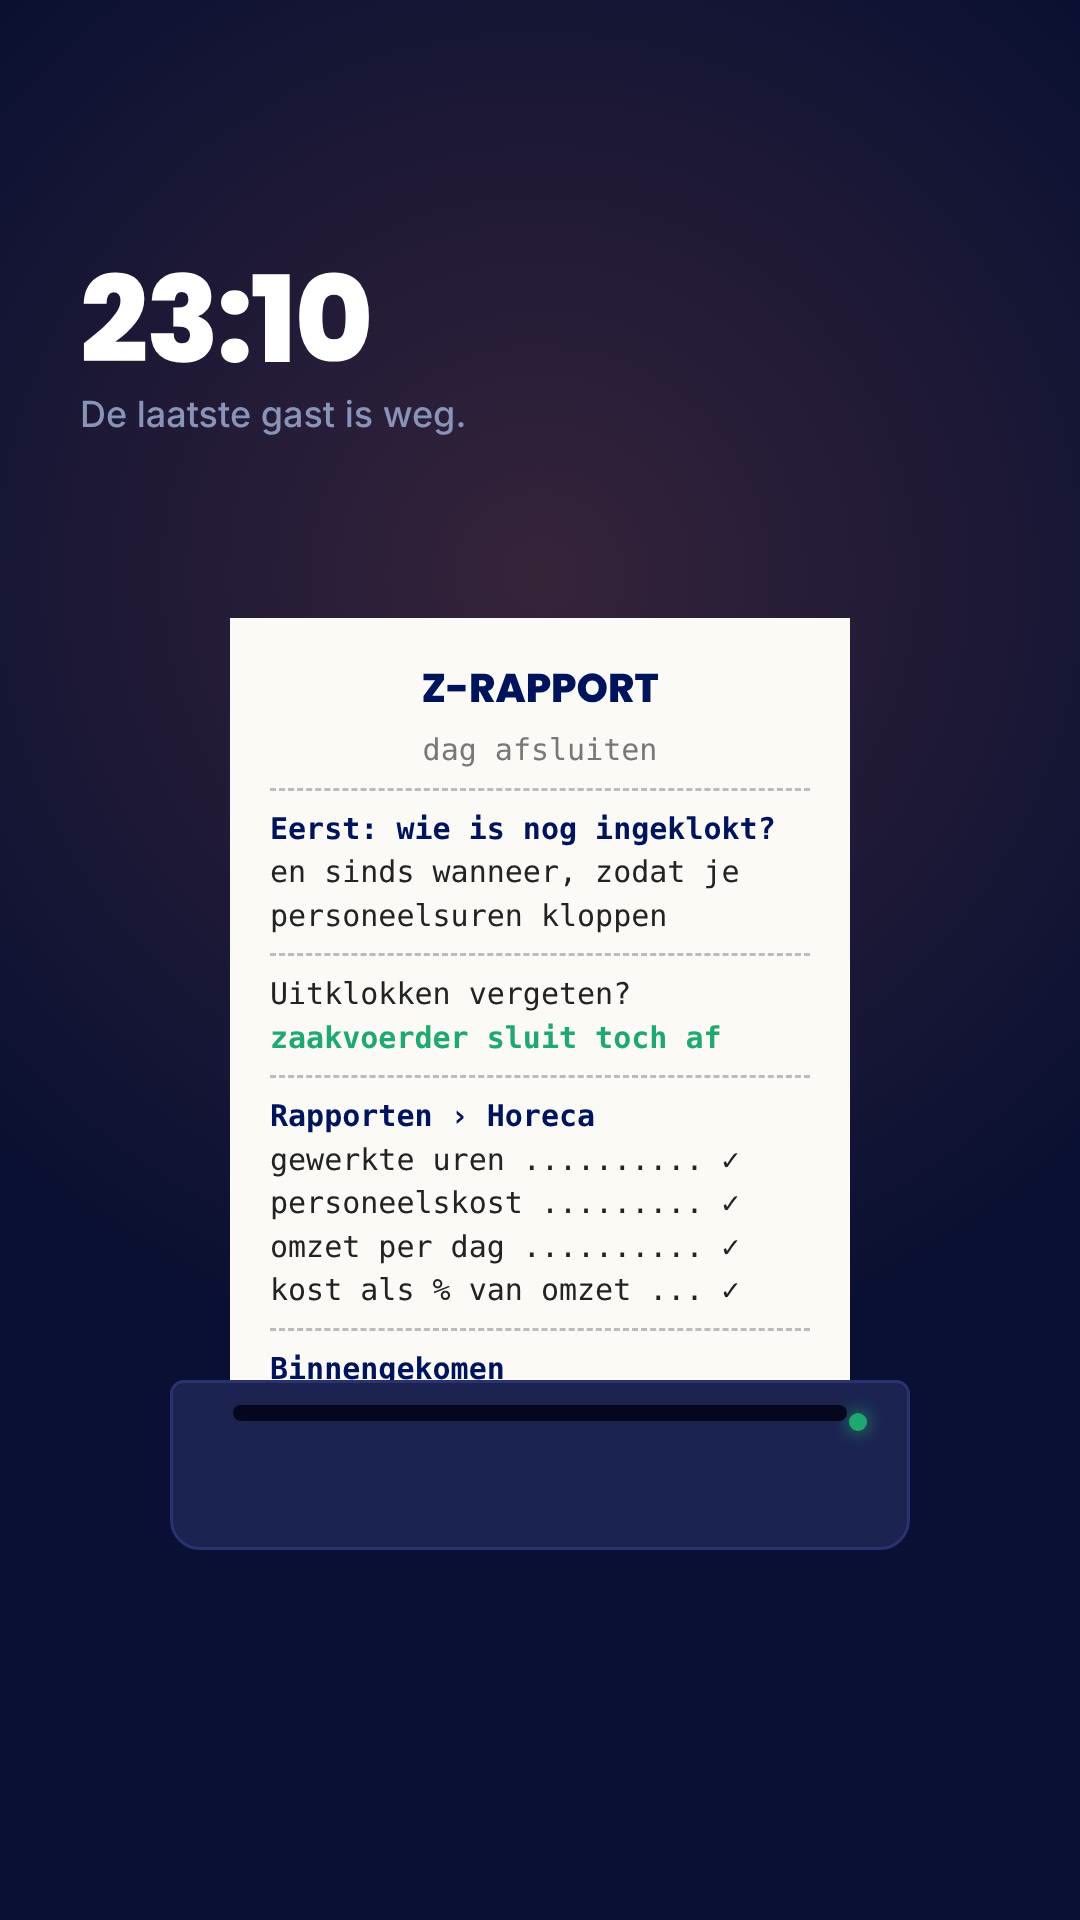 23:10
De laatste gast is weg.
Z-RAPPORT
dag afsluiten
Eerst: wie is nog ingeklokt?
en sinds wanneer, zodat je
personeelsuren kloppen
Uitklokken vergeten?
zaakvoerder sluit toch af
Rapporten › Horeca
gewerkte uren .......... ✓
personeelskost ......... ✓
omzet per dag .......... ✓
kost als % van omzet ... ✓
Binnengekomen